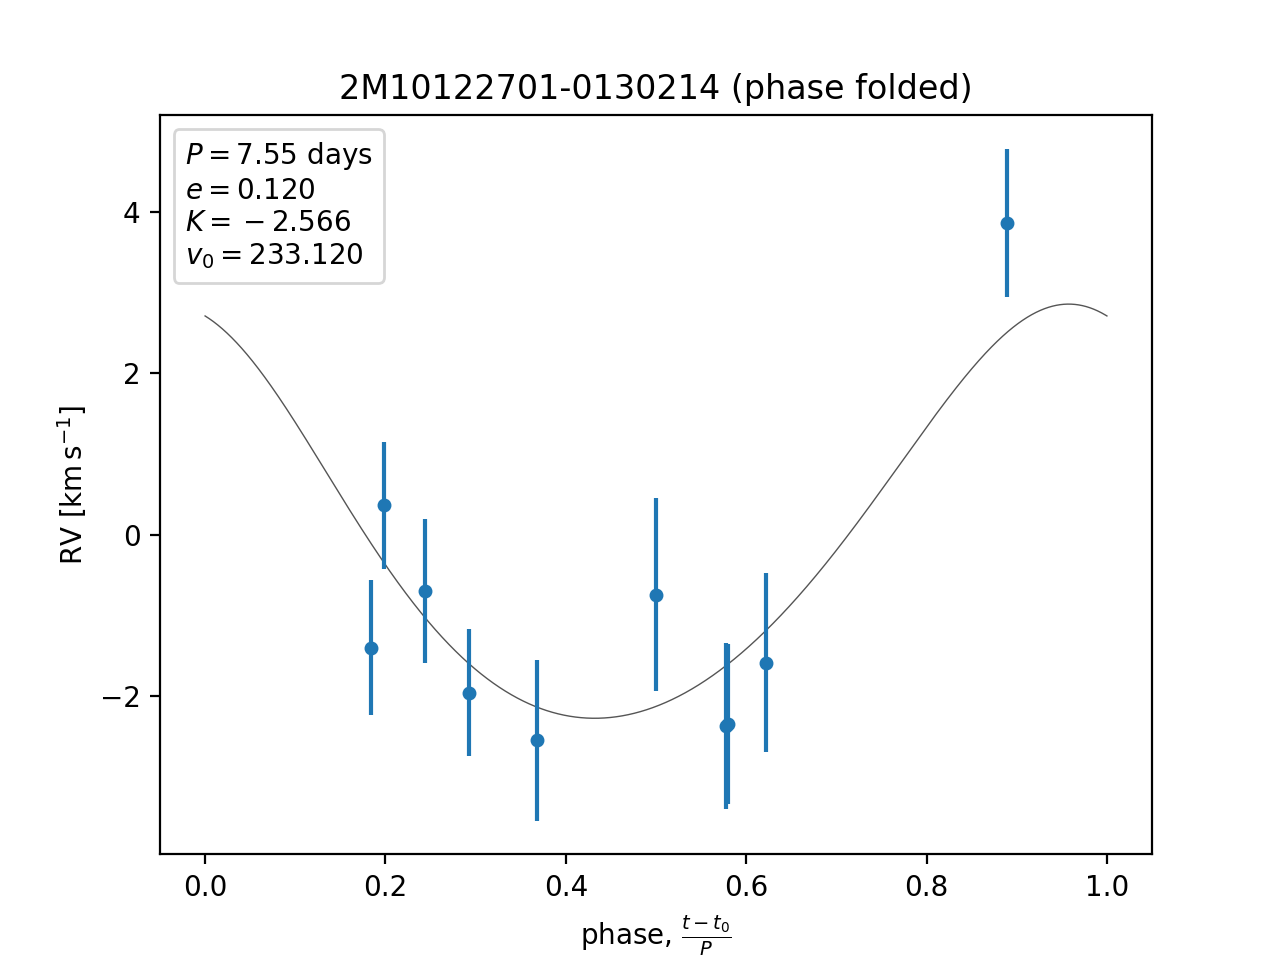 2M10122701-0130214 (phase folded)
P = 7.55 days
e = 0.120
K = −2.566
v₀ = 233.120
RV [km s⁻¹]
4
2
0
−2
0.0 0.2 0.4 0.6 0.8 1.0
phase, (t − t₀)/P